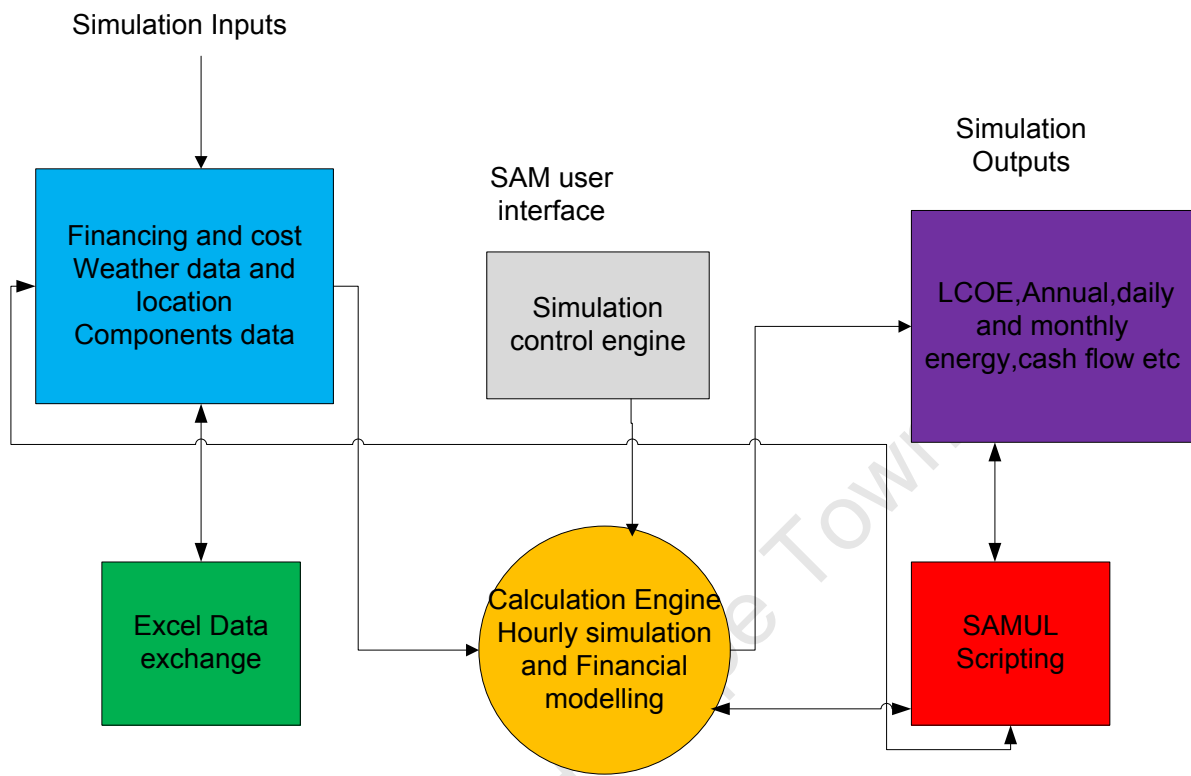 Simulation Inputs
Financing and cost
Weather data and
location
Components data
SAM user
interface
Simulation
control engine
Simulation
Outputs
LCOE,Annual,daily
and monthly
energy,cash flow etc
Excel Data
exchange
Calculation Engine
Hourly simulation
and Financial
modelling
SAMUL
Scripting
Town